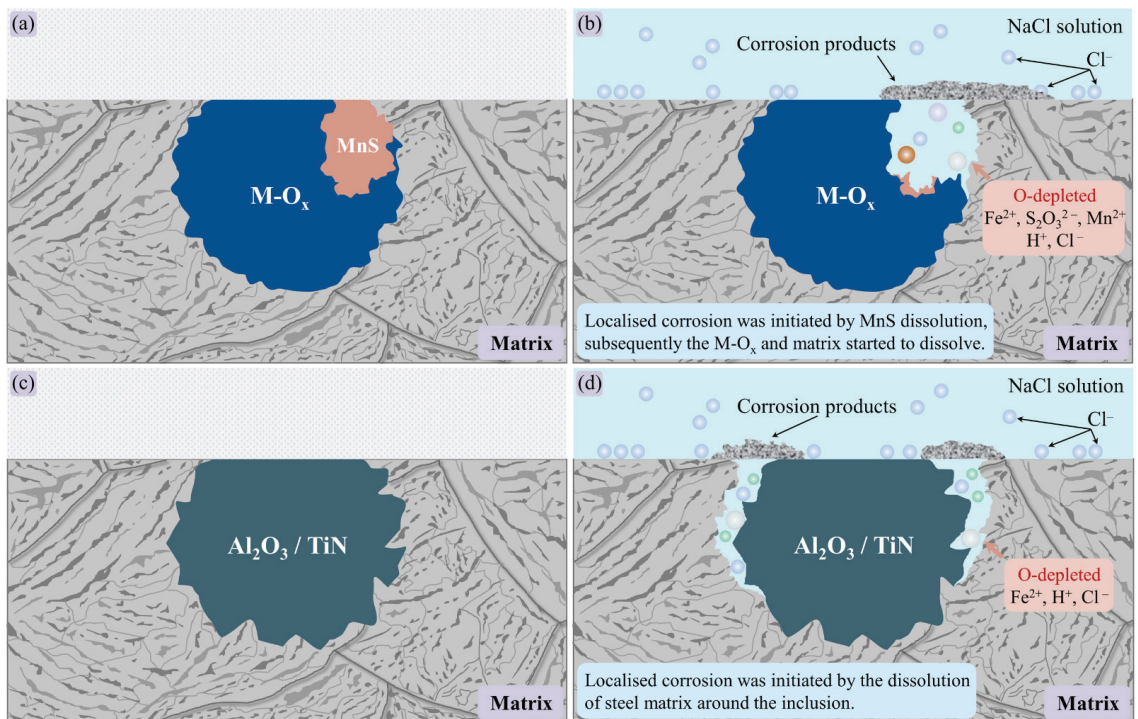 (a)
MnS
M-Oₓ
Matrix
(b)
NaCl solution
Corrosion products
Cl⁻
M-Oₓ
O-depleted
Fe²⁺, S₂O₃²⁻, Mn²⁺
H⁺, Cl⁻
Localised corrosion was initiated by MnS dissolution,
subsequently the M-Oₓ and matrix started to dissolve.
Matrix
(c)
Al₂O₃ / TiN
Matrix
(d)
NaCl solution
Corrosion products
Cl⁻
Al₂O₃ / TiN
O-depleted
Fe²⁺, H⁺, Cl⁻
Localised corrosion was initiated by the dissolution
of steel matrix around the inclusion.
Matrix